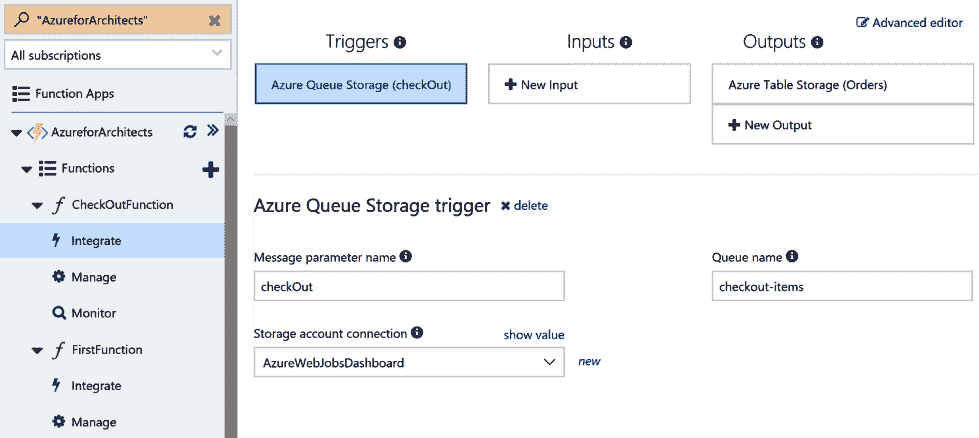 "AzureforArchitects"
All subscriptions
Function Apps
AzureforArchitects
Functions
CheckOutFunction
Integrate
Manage
Monitor
FirstFunction
Integrate
Manage
Advanced editor
Triggers
Inputs
Outputs
Azure Queue Storage (checkOut)
New Input
Azure Table Storage (Orders)
New Output
Azure Queue Storage trigger
delete
Message parameter name
Queue name
checkOut
checkout-items
Storage account connection
show value
AzureWebJobsDashboard
new